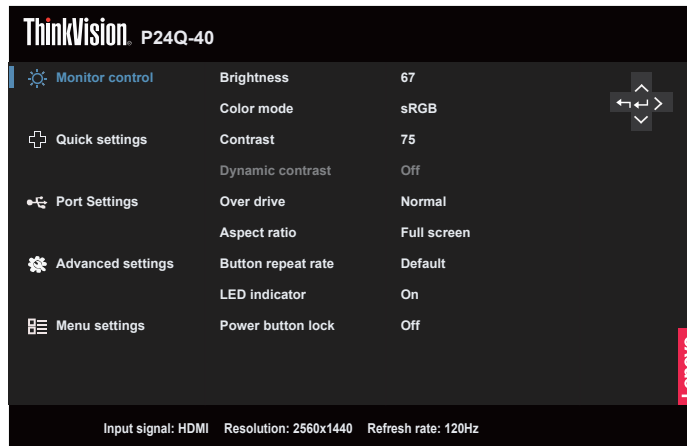 ThinkVision® P24Q-40
Monitor control Brightness 67
Color mode sRGB
Quick settings Contrast 75
Dynamic contrast Off
Port Settings Over drive Normal
Aspect ratio Full screen
Advanced settings Button repeat rate Default
LED indicator On
Menu settings Power button lock Off
Input signal: HDMI Resolution: 2560x1440 Refresh rate: 120Hz